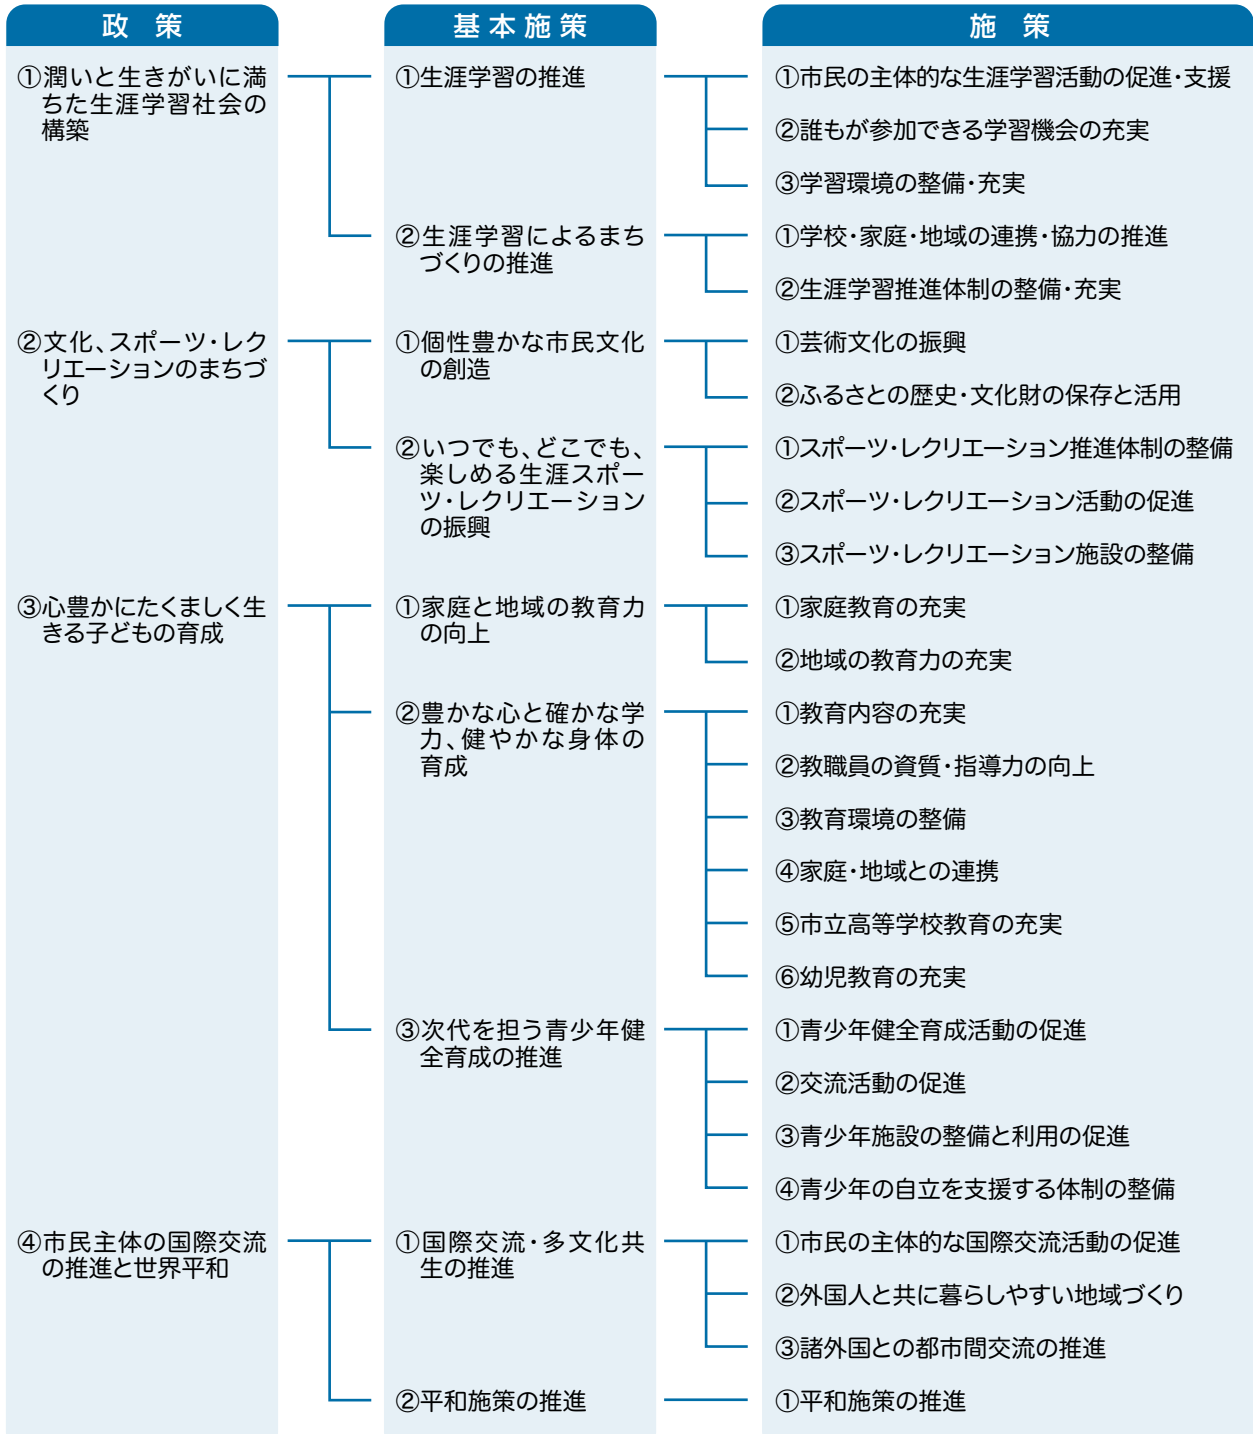 政策
基本施策
施策
①潤いと生きがいに満
ちた生涯学習社会の
構築
①生涯学習の推進
①市民の主体的な生涯学習活動の促進・支援
②誰もが参加できる学習機会の充実
③学習環境の整備・充実
②生涯学習によるまち
づくりの推進
①学校・家庭・地域の連携・協力の推進
②生涯学習推進体制の整備・充実
②文化、スポーツ・レク
リエーションのまちづ
くり
①個性豊かな市民文化
の創造
①芸術文化の振興
②ふるさとの歴史・文化財の保存と活用
②いつでも、どこでも、
楽しめる生涯スポー
ツ・レクリエーション
の振興
①スポーツ・レクリエーション推進体制の整備
②スポーツ・レクリエーション活動の促進
③スポーツ・レクリエーション施設の整備
③心豊かにたくましく生
きる子どもの育成
①家庭と地域の教育力
の向上
①家庭教育の充実
②地域の教育力の充実
②豊かな心と確かな学
力、健やかな身体の
育成
①教育内容の充実
②教職員の資質・指導力の向上
③教育環境の整備
④家庭・地域との連携
⑤市立高等学校教育の充実
⑥幼児教育の充実
③次代を担う青少年健
全育成の推進
①青少年健全育成活動の促進
②交流活動の促進
③青少年施設の整備と利用の促進
④青少年の自立を支援する体制の整備
④市民主体の国際交流
の推進と世界平和
①国際交流・多文化共
生の推進
①市民の主体的な国際交流活動の促進
②外国人と共に暮らしやすい地域づくり
③諸外国との都市間交流の推進
②平和施策の推進
①平和施策の推進